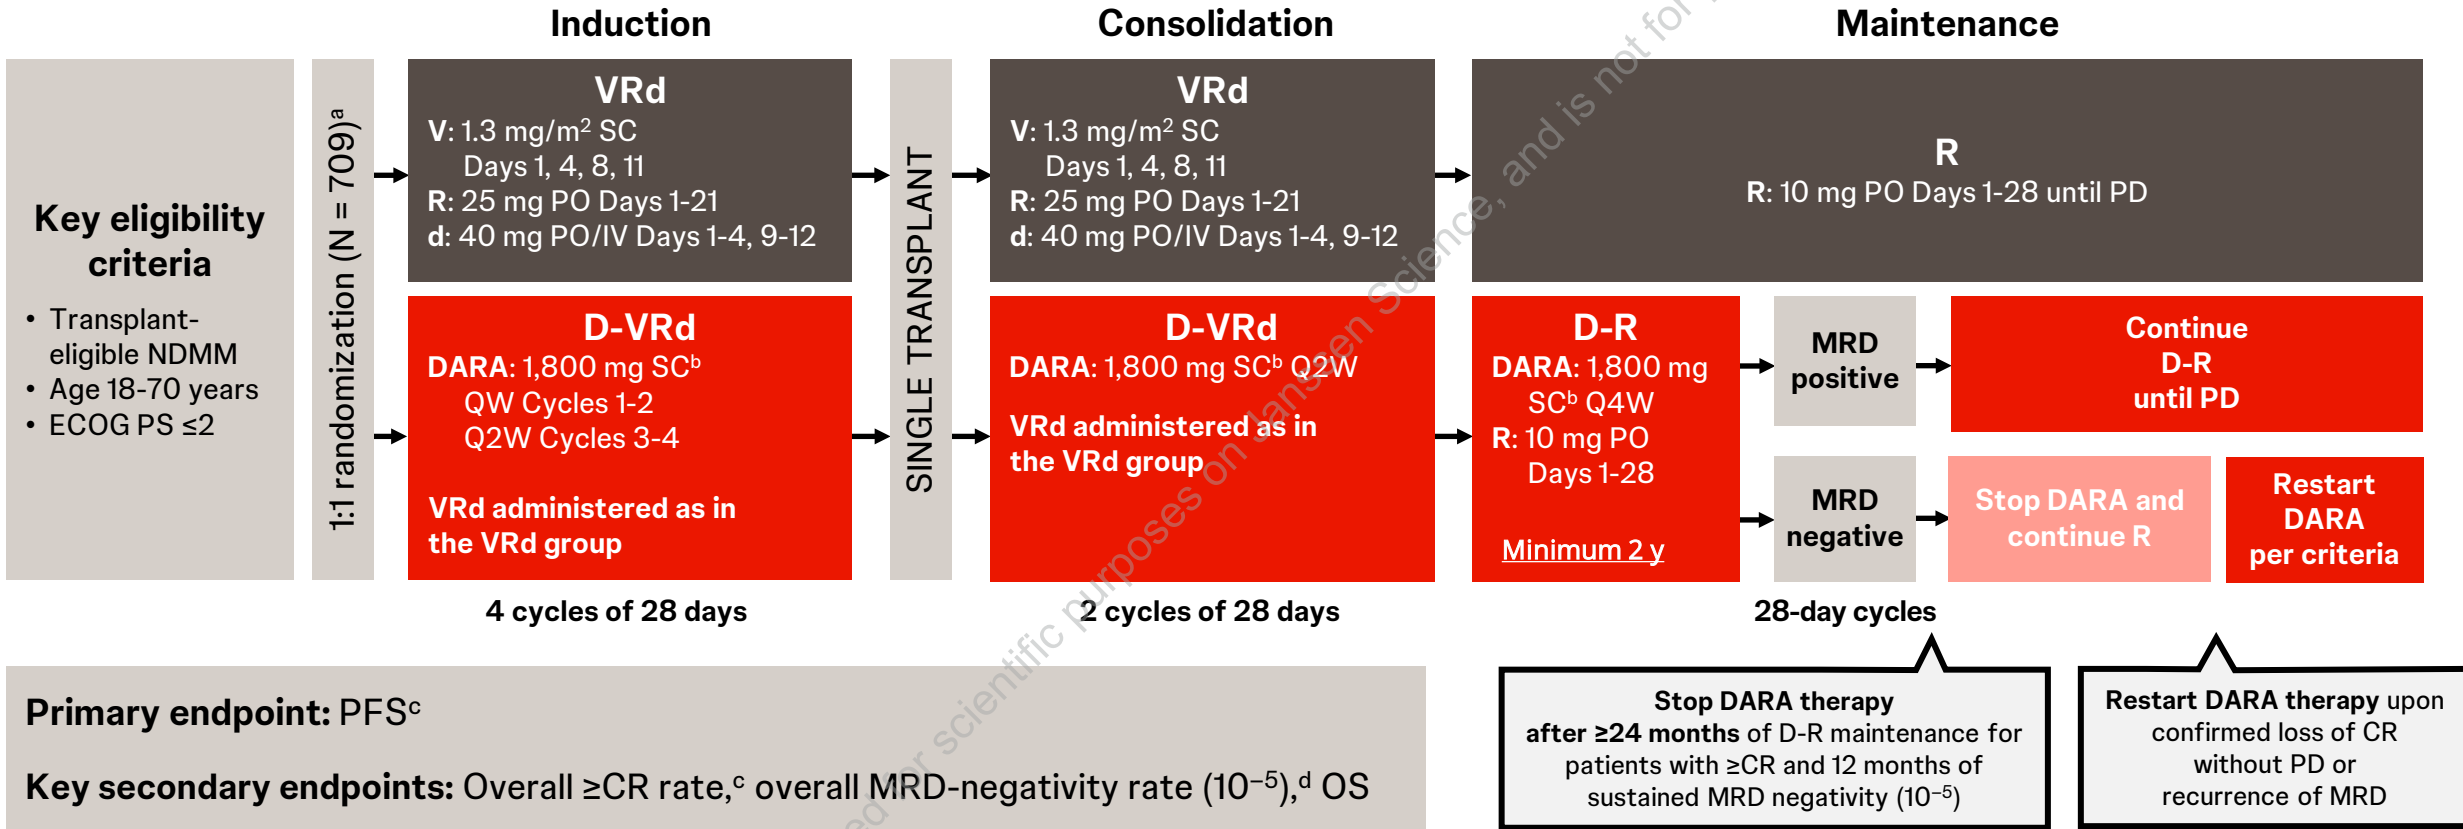 Induction
Consolidation
Maintenance
Key eligibility
criteria
• Transplant-
eligible NDMM
• Age 18-70 years
• ECOG PS ≤2
1:1 randomization (N = 709)ᵃ
VRd
V: 1.3 mg/m² SC
Days 1, 4, 8, 11
R: 25 mg PO Days 1-21
d: 40 mg PO/IV Days 1-4, 9-12
D-VRd
DARA: 1,800 mg SCᵇ
QW Cycles 1-2
Q2W Cycles 3-4
VRd administered as in
the VRd group
4 cycles of 28 days
SINGLE TRANSPLANT
VRd
V: 1.3 mg/m² SC
Days 1, 4, 8, 11
R: 25 mg PO Days 1-21
d: 40 mg PO/IV Days 1-4, 9-12
D-VRd
DARA: 1,800 mg SCᵇ Q2W
VRd administered as in
the VRd group
2 cycles of 28 days
R
R: 10 mg PO Days 1-28 until PD
D-R
DARA: 1,800 mg
SCᵇ Q4W
R: 10 mg PO
Days 1-28
Minimum 2 y
MRD
positive
Continue
D-R
until PD
MRD
negative
Stop DARA and
continue R
Restart
DARA
per criteria
28-day cycles
Stop DARA therapy
after ≥24 months of D-R maintenance for
patients with ≥CR and 12 months of
sustained MRD negativity (10⁻⁵)
Restart DARA therapy upon
confirmed loss of CR
without PD or
recurrence of MRD
Primary endpoint: PFSᶜ
Key secondary endpoints: Overall ≥CR rate,ᶜ overall MRD-negativity rate (10⁻⁵),ᵈ OS
for scientific purposes on Janssen Science, and is not for